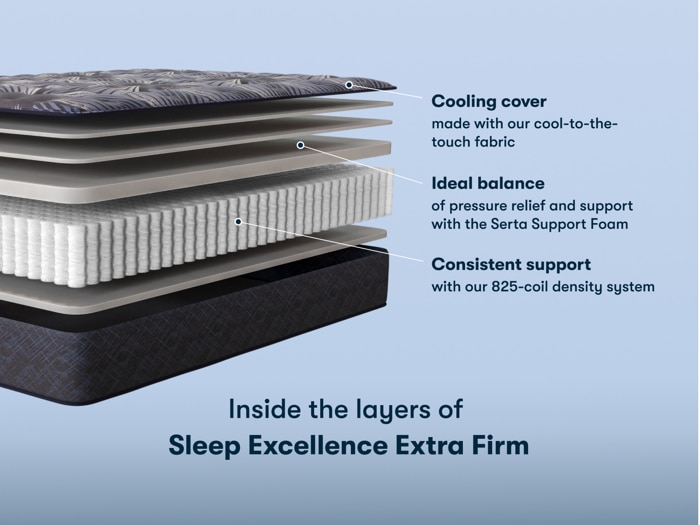 Cooling cover
made with our cool-to-the-
touch fabric
Ideal balance
of pressure relief and support
with the Serta Support Foam
Consistent support
with our 825-coil density system
Inside the layers of
Sleep Excellence Extra Firm